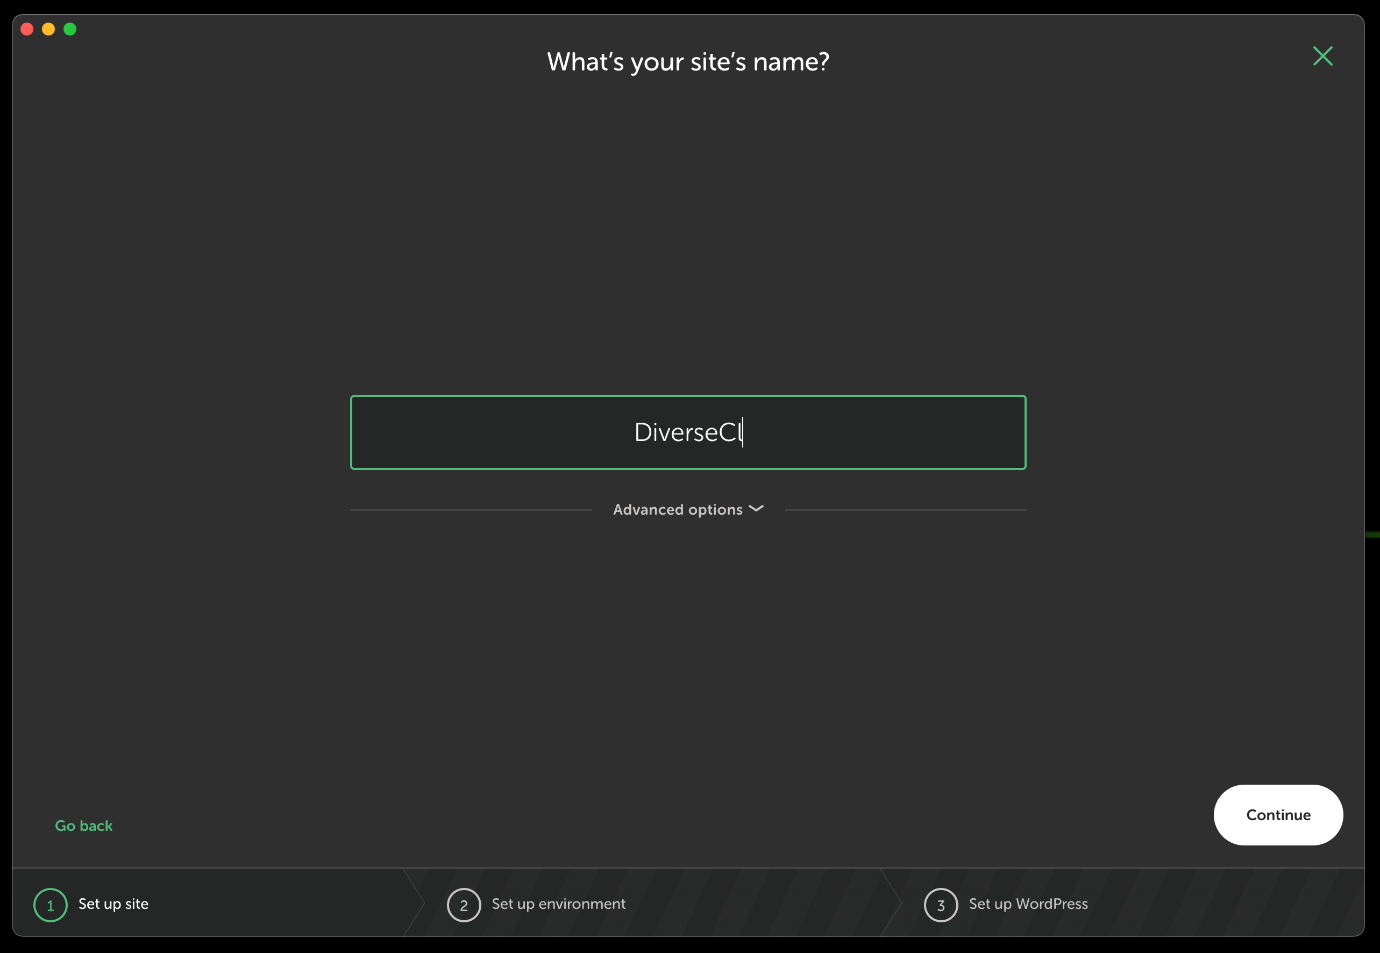 What’s your site’s name?
DiverseCl
Advanced options
Go back
Continue
1 Set up site
2 Set up environment
3 Set up WordPress